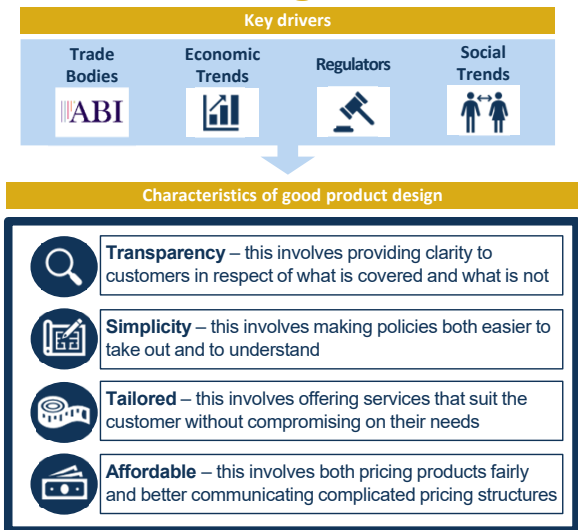 Key drivers
Trade
Bodies
Economic
Trends
Regulators
Social
Trends
ABI
Characteristics of good product design
Transparency – this involves providing clarity to
customers in respect of what is covered and what is not
Simplicity – this involves making policies both easier to
take out and to understand
Tailored – this involves offering services that suit the
customer without compromising on their needs
Affordable – this involves both pricing products fairly
and better communicating complicated pricing structures